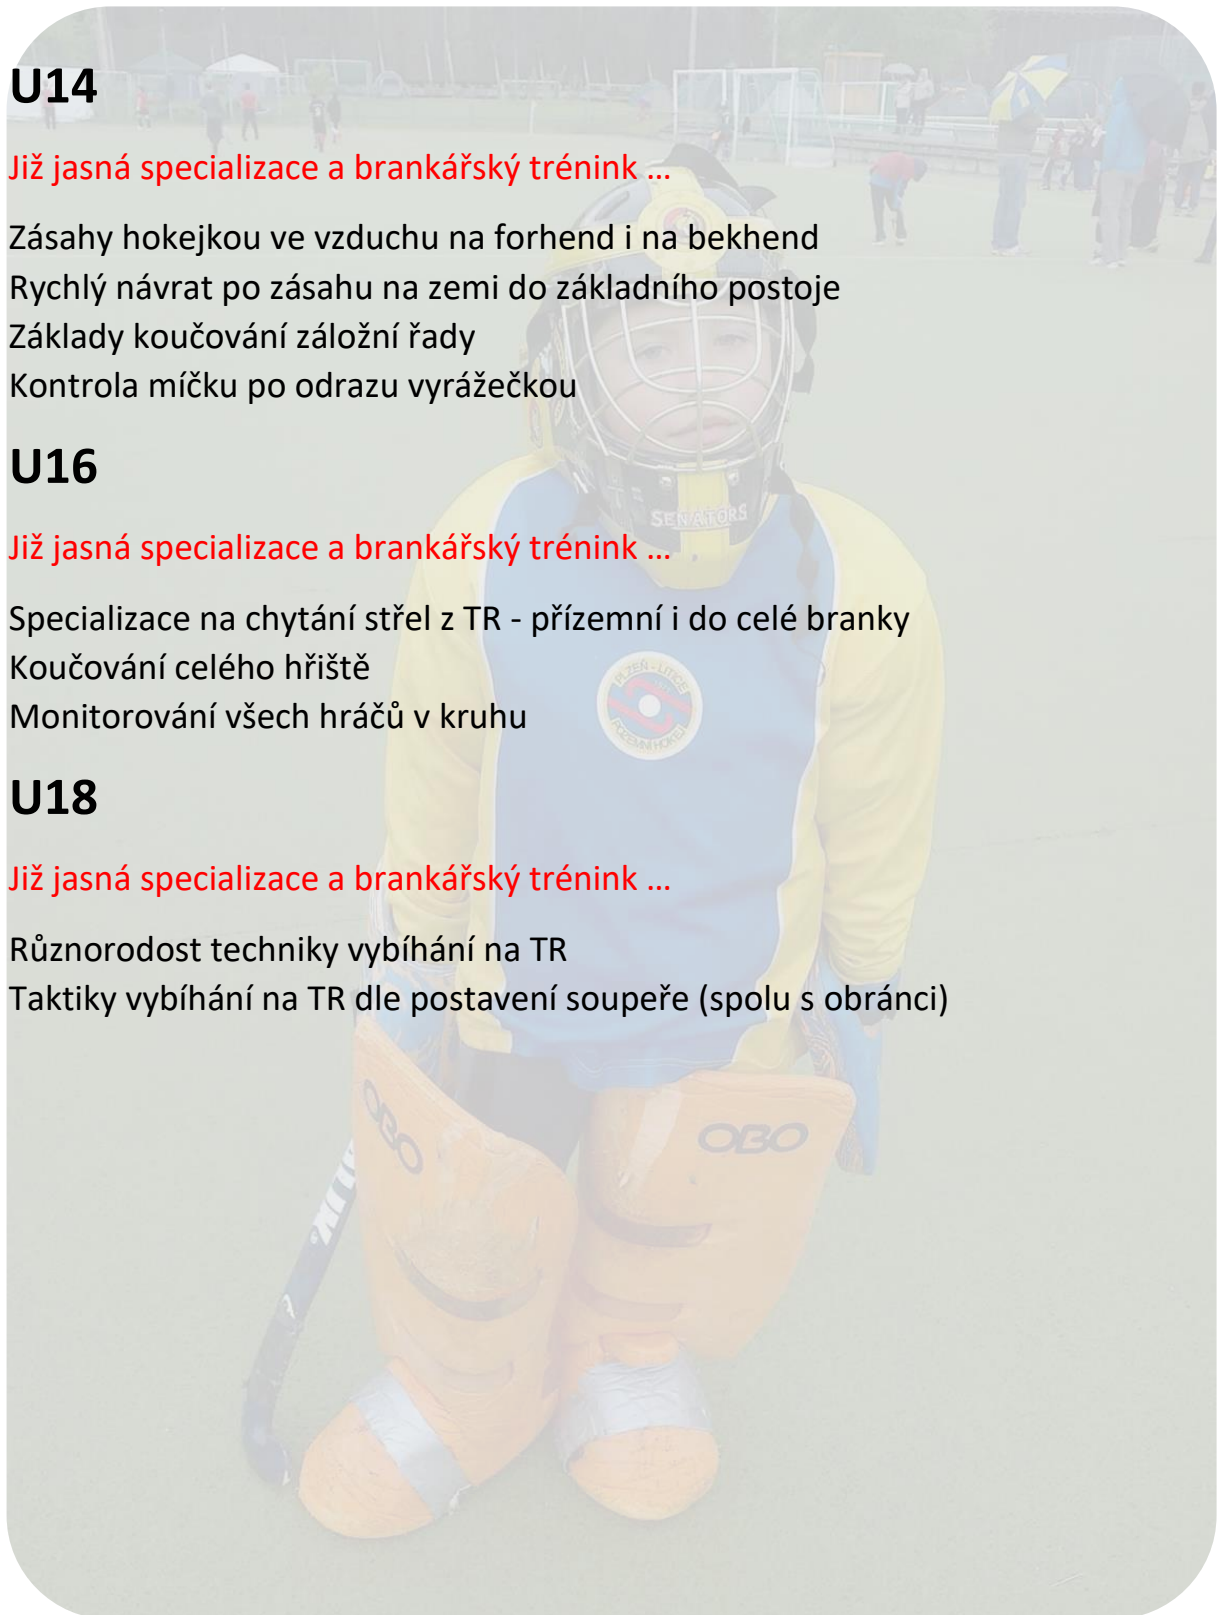 U14
Již jasná specializace a brankářský trénink ...
Zásahy hokejkou ve vzduchu na forhend i na bekhend
Rychlý návrat po zásahu na zemi do základního postoje
Základy koučování záložní řady
Kontrola míčku po odrazu vyrážečkou
U16
Již jasná specializace a brankářský trénink ...
SENATORS
Specializace na chytání střel z TR - přízemní i do celé branky
Koučování celého hřiště
Monitorování všech hráčů v kruhu
PLZEŇ - LITICE
POZEMNÍ HOKEJ
U18
Již jasná specializace a brankářský trénink ...
Různorodost techniky vybíhání na TR
Taktiky vybíhání na TR dle postavení soupeře (spolu s obránci)
OBO
OBO